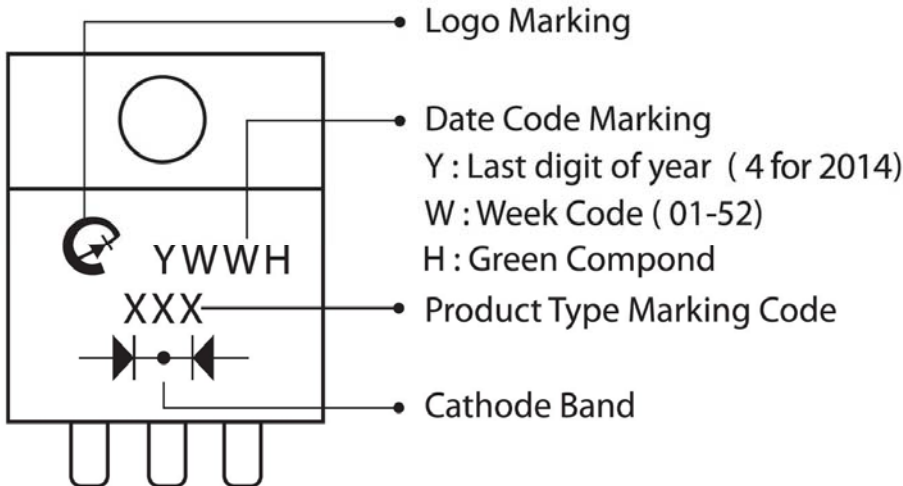 Logo Marking
Date Code Marking
Y : Last digit of year ( 4 for 2014)
W : Week Code ( 01-52)
H : Green Compond
YWWH
XXX
Product Type Marking Code
Cathode Band